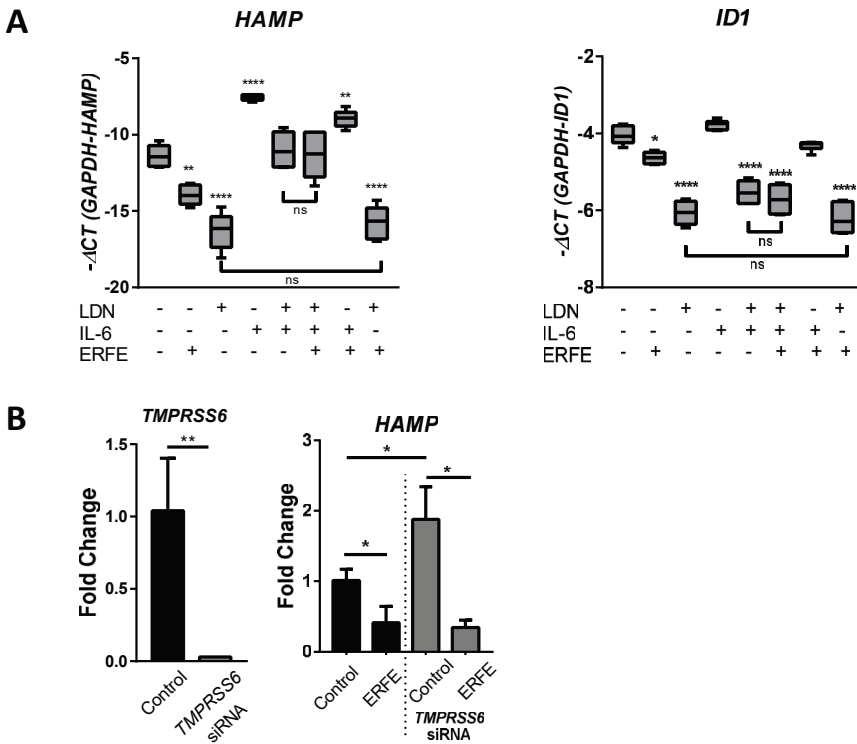 A
HAMP
ID1
-ΔCT (GAPDH-HAMP)
-5
-10
-15
-20
** **** **** ** ****
ns
ns
LDN - - + - + + - +
IL-6 - - - + + + + -
ERFE - + - - - + + +
-ΔCT (GAPDH-ID1)
-2
-4
-6
-8
* **** **** **** ****
ns
ns
LDN - - + - + + - +
IL-6 - - - + + + + -
ERFE - + - - - + + +
B
TMPRSS6
Fold Change
1.5
1.0
0.5
0.0
**
Control
TMPRSS6
siRNA
HAMP
Fold Change
3
2
1
0
* * *
Control ERFE Control ERFE
TMPRSS6
siRNA